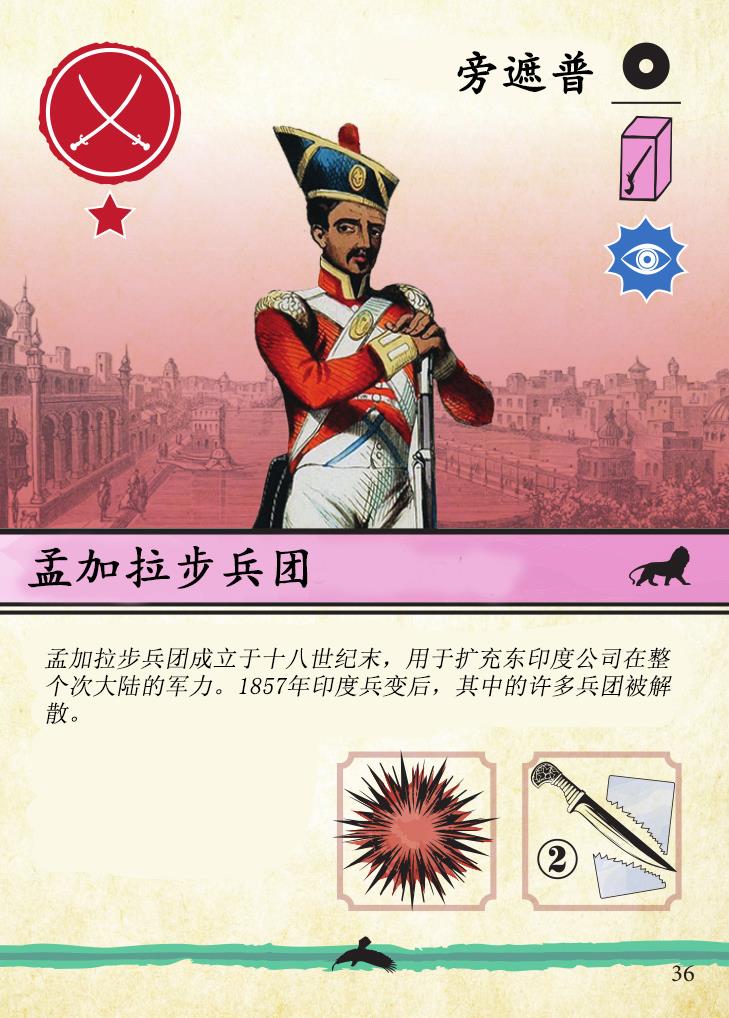 旁遮普
孟加拉步兵团
孟加拉步兵团成立于十八世纪末，用于扩充东印度公司在整
个次大陆的军力。1857年印度兵变后，其中的许多兵团被解
散。
2
36